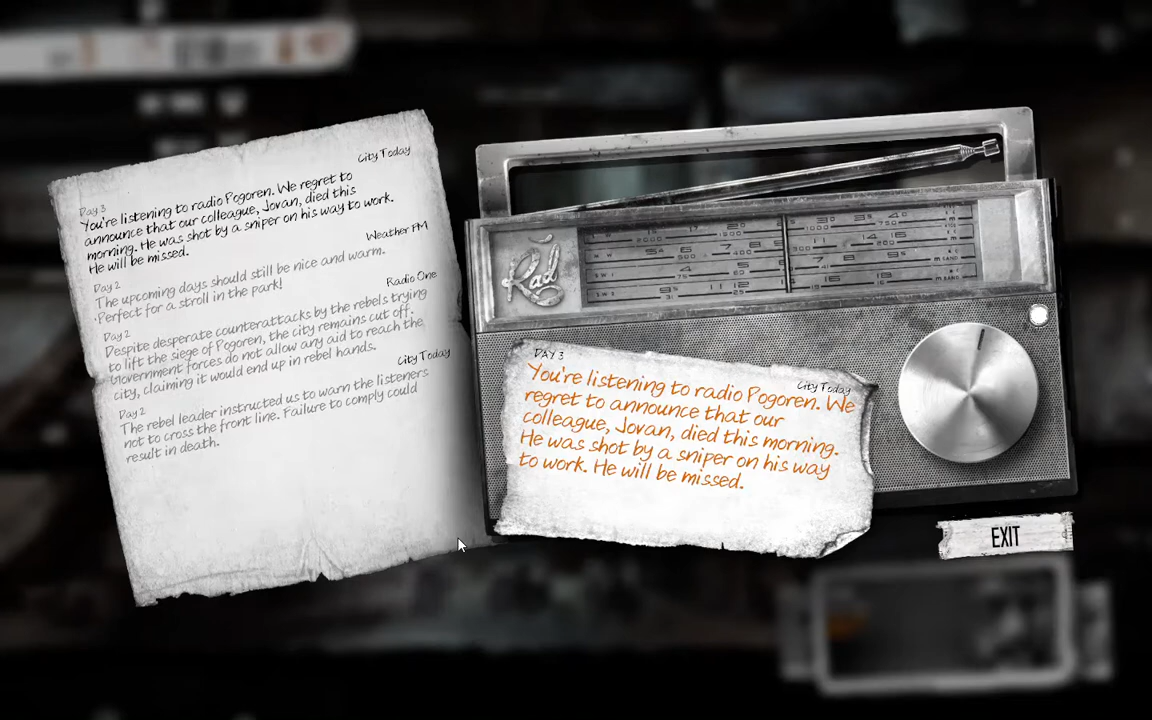 City Today
Day 3
You're listening to radio Pogoren. We regret to
announce that our colleague, Jovan, died this
morning. He was shot by a sniper on his way to work.
He will be missed.
Weather FM
Day 2
The upcoming days should still be nice and warm.
Perfect for a stroll in the park!
Radio One
Day 2
Despite desperate counterattacks by the rebels trying
to lift the siege of Pogoren, the city remains cut off.
Government forces do not allow any aid to reach the
city, claiming it would end up in rebel hands.
City Today
Day 2
The rebel leader instructed us to warn the listeners
not to cross the front line. Failure to comply could
result in death.
Rad
DAY 3
City Today
You're listening to radio Pogoren. We
regret to announce that our
colleague, Jovan, died this morning.
He was shot by a sniper on his way
to work. He will be missed.
EXIT